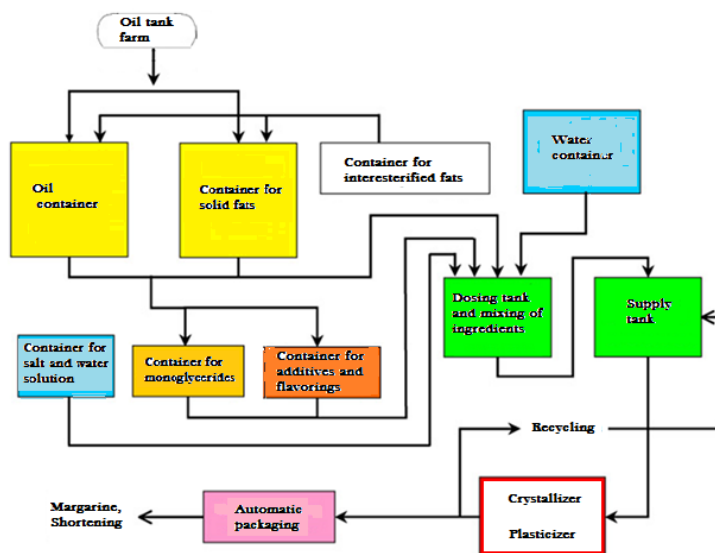 Oil tank
farm
Oil
container
Container for
solid fats
Container for
interesterified fats
Water
container
Dosing tank
and mixing of
ingredients
Supply
tank
Container for
salt and water
solution
Container for
monoglycerides
Container for
additives and
flavorings
Recycling
Margarine,
Shortening
Automatic
packaging
Crystallizer
Plasticizer